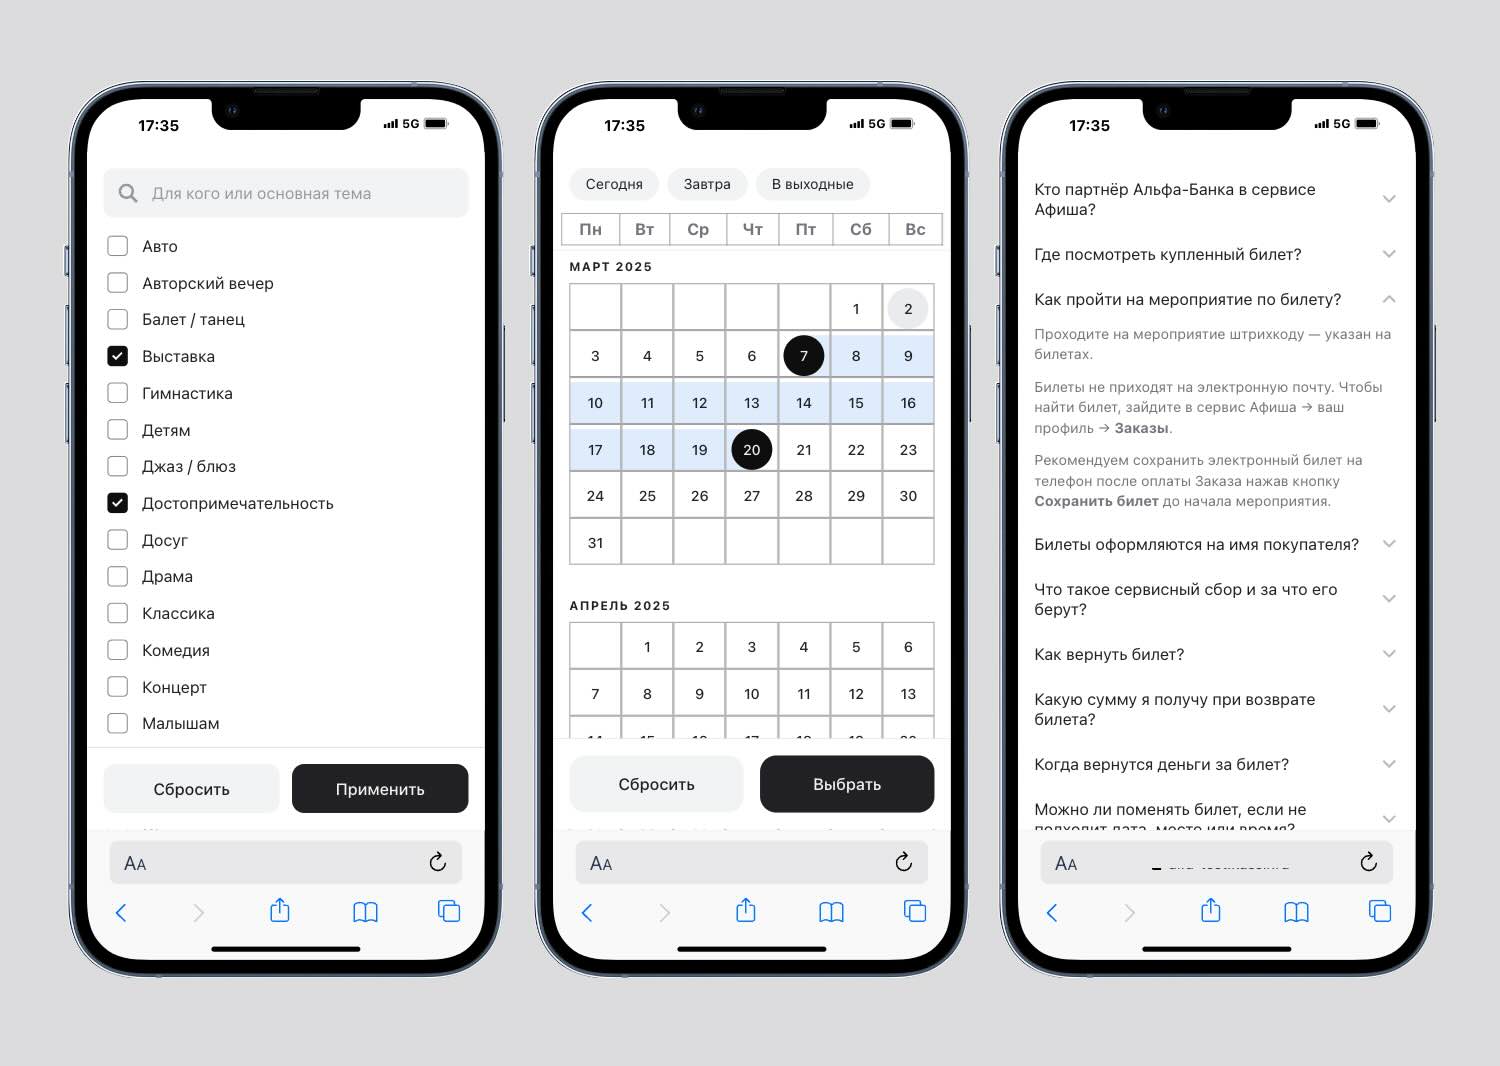 17:35
5G
Для кого или основная тема
Авто
Авторский вечер
Балет / танец
Выставка
Гимнастика
Детям
Джаз / блюз
Достопримечательность
Досуг
Драма
Классика
Комедия
Концерт
Малышам
Сбросить Применить
AA
17:35
5G
Сегодня Завтра В выходные
Пн Вт Ср Чт Пт Сб Вс
МАРТ 2025
1 2
3 4 5 6 7 8 9
10 11 12 13 14 15 16
17 18 19 20 21 22 23
24 25 26 27 28 29 30
31
АПРЕЛЬ 2025
1 2 3 4 5 6
7 8 9 10 11 12 13
Сбросить Выбрать
AA
17:35
5G
Кто партнёр Альфа-Банка в сервисе
Афиша?
Где посмотреть купленный билет?
Как пройти на мероприятие по билету?
Проходите на мероприятие штрихкоду — указан на
билетах.
Билеты не приходят на электронную почту. Чтобы
найти билет, зайдите в сервис Афиша → ваш
профиль → Заказы.
Рекомендуем сохранить электронный билет на
телефон после оплаты Заказа нажав кнопку
Сохранить билет до начала мероприятия.
Билеты оформляются на имя покупателя?
Что такое сервисный сбор и за что его
берут?
Как вернуть билет?
Какую сумму я получу при возврате
билета?
Когда вернутся деньги за билет?
Можно ли поменять билет, если не
подходит дата, место или время?
AA